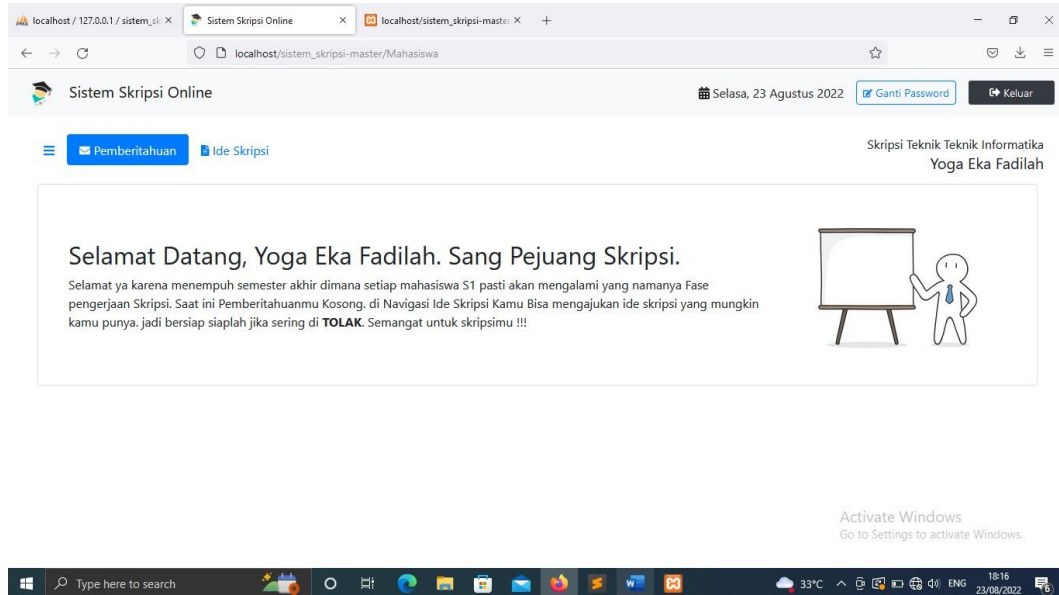 localhost / 127.0.0.1 / sistem_sk
Sistem Skripsi Online
localhost/sistem_skripsi-master
localhost/sistem_skripsi-master/Mahasiswa
Sistem Skripsi Online
Selasa, 23 Agustus 2022
Ganti Password
Keluar
Pemberitahuan
Ide Skripsi
Skripsi Teknik Teknik Informatika
Yoga Eka Fadilah
Selamat Datang, Yoga Eka Fadilah. Sang Pejuang Skripsi.
Selamat ya karena menempuh semester akhir dimana setiap mahasiswa S1 pasti akan mengalami yang namanya Fase
pengerjaan Skripsi. Saat ini Pemberitahuanmu Kosong. di Navigasi Ide Skripsi Kamu Bisa mengajukan ide skripsi yang mungkin
kamu punya. jadi bersiap siaplah jika sering di TOLAK. Semangat untuk skripsimu !!!
Activate Windows
Go to Settings to activate Windows.
Type here to search
33°C
ENG
18:16
23/08/2022
6